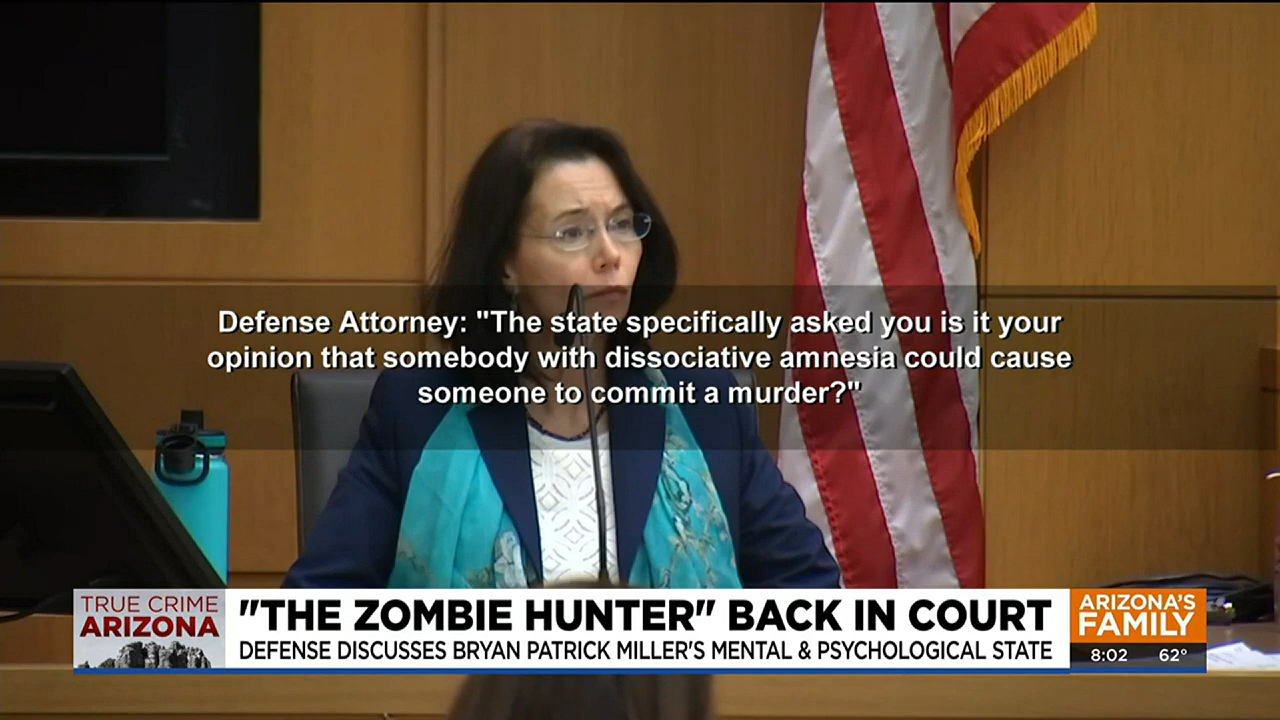 Defense Attorney: "The state specifically asked you is it your
opinion that somebody with dissociative amnesia could cause
someone to commit a murder?"
TRUE CRIME
ARIZONA
"THE ZOMBIE HUNTER" BACK IN COURT
DEFENSE DISCUSSES BRYAN PATRICK MILLER'S MENTAL & PSYCHOLOGICAL STATE
ARIZONA'S
FAMILY
8:02 62°